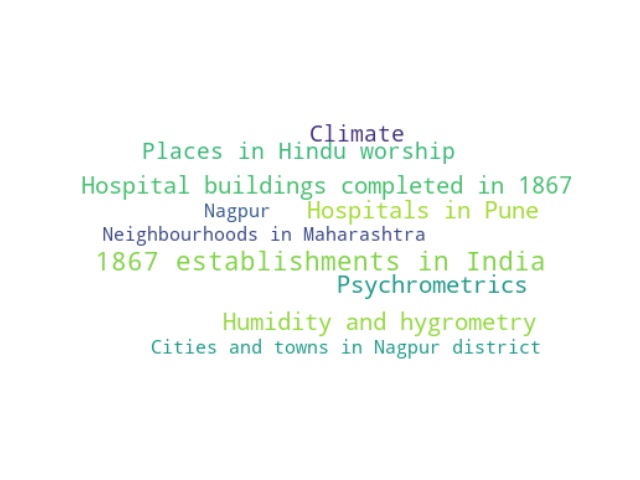 Climate
Places in Hindu worship
Hospital buildings completed in 1867
Nagpur Hospitals in Pune
Neighbourhoods in Maharashtra
1867 establishments in India
Psychrometrics
Humidity and hygrometry
Cities and towns in Nagpur district